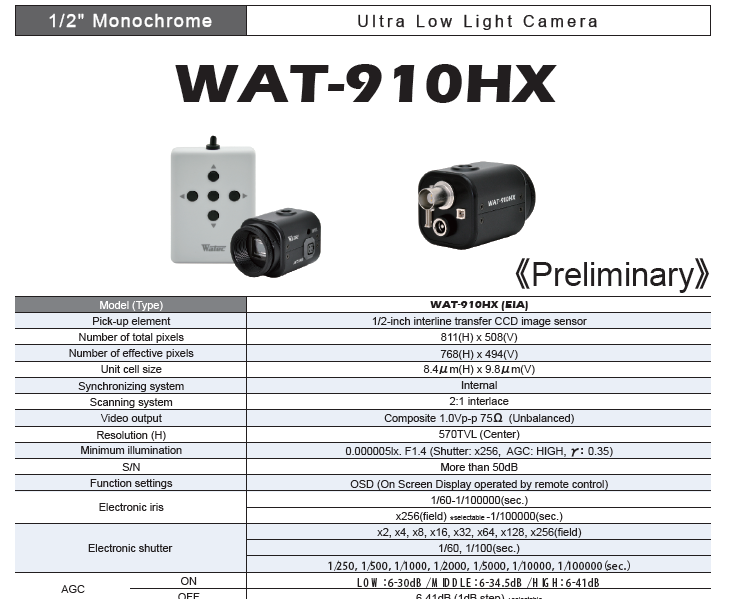 1/2" Monochrome
Ultra Low Light Camera
WAT-910HX
Watec
WAT-910HX
《Preliminary》
Model (Type) WAT-910HX (EIA)
Pick-up element 1/2-inch interline transfer CCD image sensor
Number of total pixels 811(H) x 508(V)
Number of effective pixels 768(H) x 494(V)
Unit cell size 8.4μm(H) x 9.8μm(V)
Synchronizing system Internal
Scanning system 2:1 interlace
Video output Composite 1.0Vp-p 75Ω (Unbalanced)
Resolution (H) 570TVL (Center)
Minimum illumination 0.000005lx. F1.4 (Shutter: x256, AGC: HIGH, γ: 0.35)
S/N More than 50dB
Function settings OSD (On Screen Display operated by remote control)
Electronic iris 1/60-1/100000(sec.)
x256(field) *selectable -1/100000(sec.)
Electronic shutter x2, x4, x8, x16, x32, x64, x128, x256(field)
1/60, 1/100(sec.)
1/250, 1/500, 1/1000, 1/2000, 1/5000, 1/10000, 1/100000(sec.)
AGC ON LOW:6-30dB /MIDDLE:6-34.5dB /HIGH:6-41dB
OFF 6-41dB (1dB step) *selectable